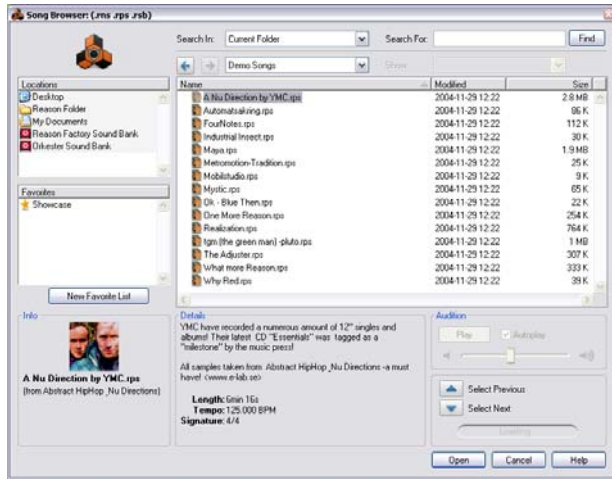 Song Browser: (.rns .rps .rsb)
Search In: Current Folder Search For: Find
Demo Songs Show:
Locations
Desktop
Reason Folder
My Documents
Reason Factory Sound Bank
Orkester Sound Bank
Favorites
Showcase
New Favorite List
Name Modified Size
A Nu Direction by YMC.rps 2004-11-29 12:22 2.8 MB
Automatsakring.rps 2004-11-29 12:22 86 K
FourNotes.rps 2004-11-29 12:22 112 K
Industrial Insect.rps 2004-11-29 12:22 30 K
Maya.rps 2004-11-29 12:22 1.9 MB
Metromotion-Tradition.rps 2004-11-29 12:22 25 K
Mobilstudio.rps 2004-11-29 12:22 9 K
Mystic.rps 2004-11-29 12:22 65 K
Ok - Blue Then.rps 2004-11-29 12:22 22 K
One More Reason.rps 2004-11-29 12:22 254 K
Realization.rps 2004-11-29 12:22 764 K
tgm (the green man) -pluto.rps 2004-11-29 12:22 1 MB
The Adjuster.rps 2004-11-29 12:22 307 K
What more Reason.rps 2004-11-29 12:22 333 K
Why Red.rps 2004-11-29 12:22 39 K
Info
A Nu Direction by YMC.rps
(from Abstract HipHop_Nu Directions)
Details
YMC have recorded a numerous amount of 12" singles and
albums! Their latest CD "Essentials" was tagged as a
"milestone" by the music press!
All samples taken from Abstract HipHop_Nu Directions -a must
have! <www.e-lab.se>
Length: 6min 16s
Tempo: 125.000 BPM
Signature: 4/4
Audition
Play Autoplay
Select Previous
Select Next
Loading
Open Cancel Help